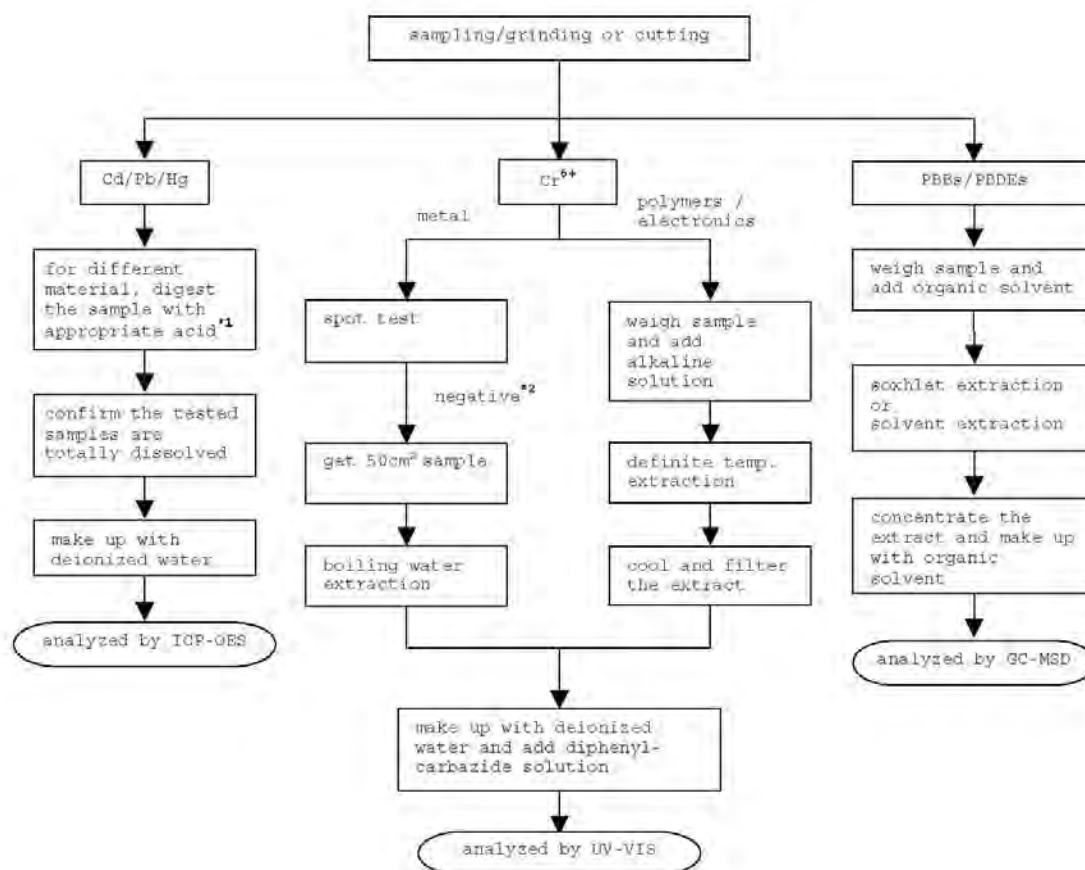 sampling/grinding or cutting
Cd/Pb/Hg
for different
material, digest
the sample with
appropriate acid*1
confirm the tested
samples are
totally dissolved
make up with
deionized water
analyzed by ICP-OES
Cr6+
metal
spot test
negative*2
get 50cm² sample
boiling water
extraction
polymers /
electronics
weigh sample
and add
alkaline
solution
definite temp.
extraction
cool and filter
the extract
make up with deionized
water and add diphenyl-
carbazide solution
analyzed by UV-VIS
PBBs/PBDEs
weigh sample and
add organic solvent
soxhlet extraction
or
solvent extraction
concentrate the
extract and make up
with organic
solvent
analyzed by GC-MSD